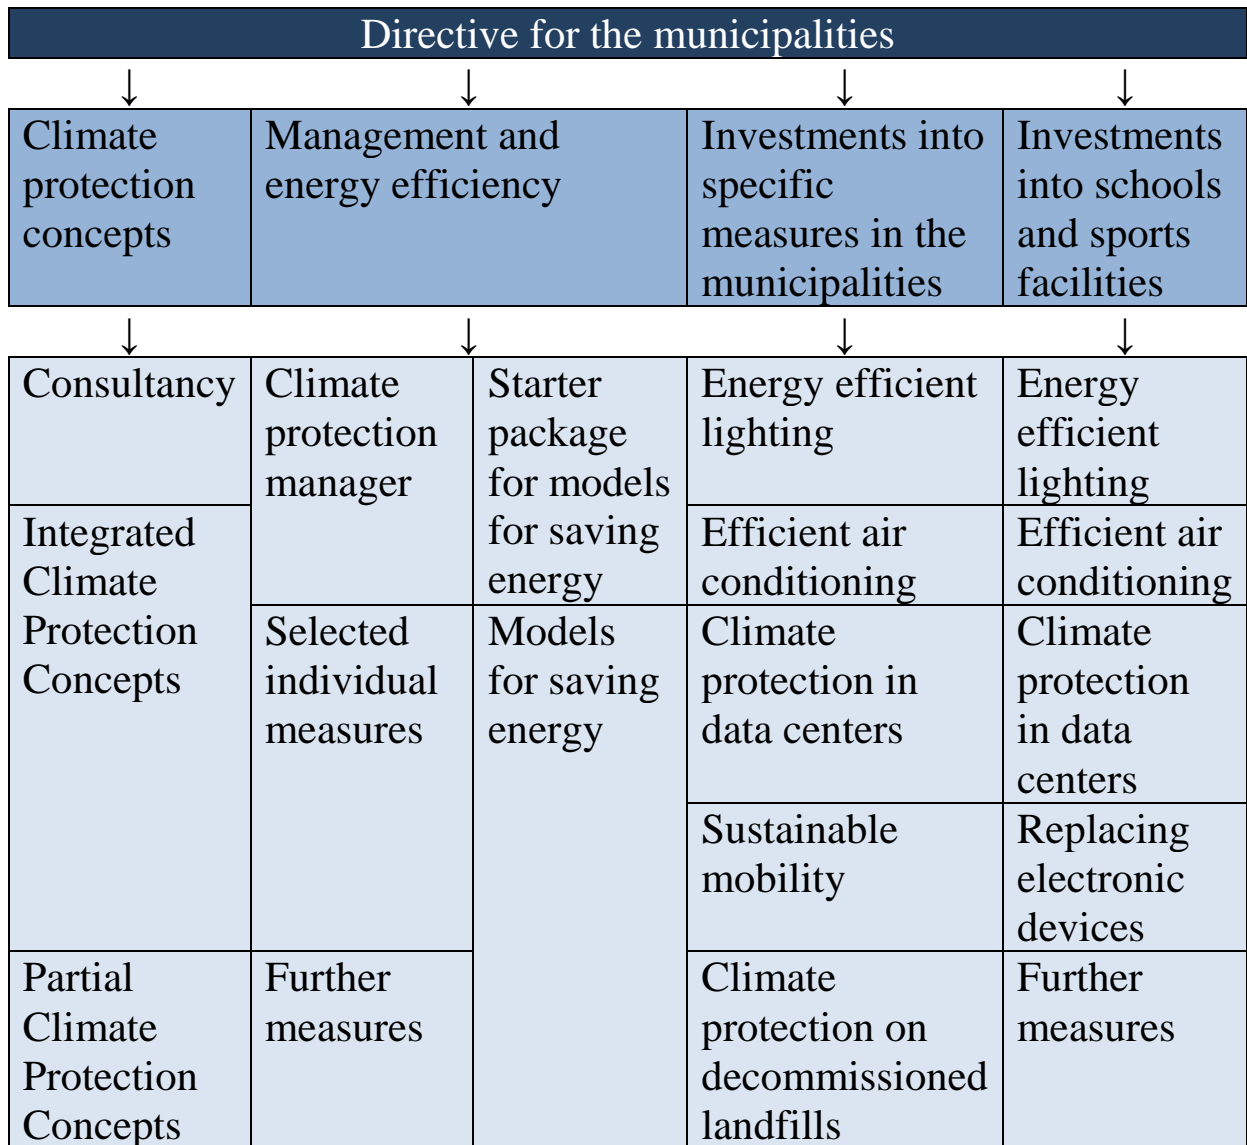 Directive for the municipalities
↓ ↓ ↓ ↓
Climate
protection
concepts
Management and
energy efficiency
Investments into
specific
measures in the
municipalities
Investments
into schools
and sports
facilities
↓ ↓ ↓ ↓
Consultancy
Integrated
Climate
Protection
Concepts
Partial
Climate
Protection
Concepts
Climate
protection
manager
Selected
individual
measures
Further
measures
Starter
package
for models
for saving
energy
Models
for saving
energy
Energy efficient
lighting
Efficient air
conditioning
Climate
protection in
data centers
Sustainable
mobility
Climate
protection on
decommissioned
landfills
Energy
efficient
lighting
Efficient air
conditioning
Climate
protection
in data
centers
Replacing
electronic
devices
Further
measures